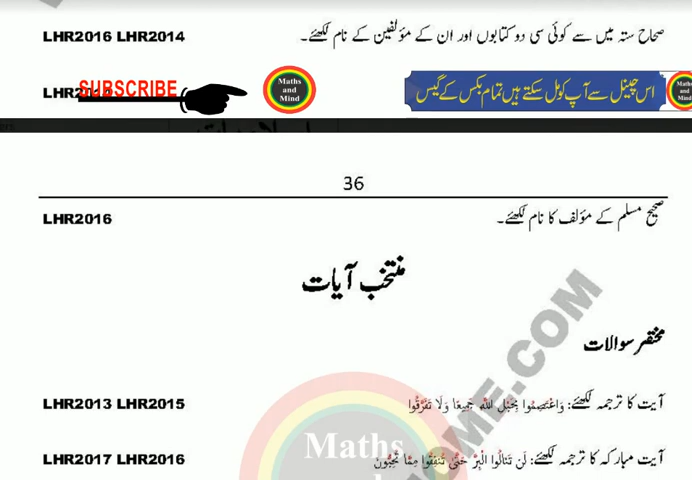 صحاح ستہ میں سے کوئی سی دو کتابوں اور ان کے مؤلفین کے نام لکھئے۔ LHR2016 LHR2014
LHR
SUBSCRIBE
Maths and Mind
اس چینل سے آپ کو مل سکتے ہیں تمام بکس کے گیس
36
صحیح مسلم کے مؤلف کا نام لکھئے۔ LHR2016
منتخب آیات
مختصر سوالات
آیت کا ترجمہ لکھئے: وَاعْتَصِمُوا بِحَبْلِ اللّٰهِ جَمِيعًا وَلَا تَفَرَّقُوا LHR2013 LHR2015
آیت مبارکہ کا ترجمہ لکھئے: لَن تَنَالُوا الْبِرَّ حَتَّىٰ تُنفِقُوا مِمَّا تُحِبُّونَ LHR2017 LHR2016
Maths
HOME.COM